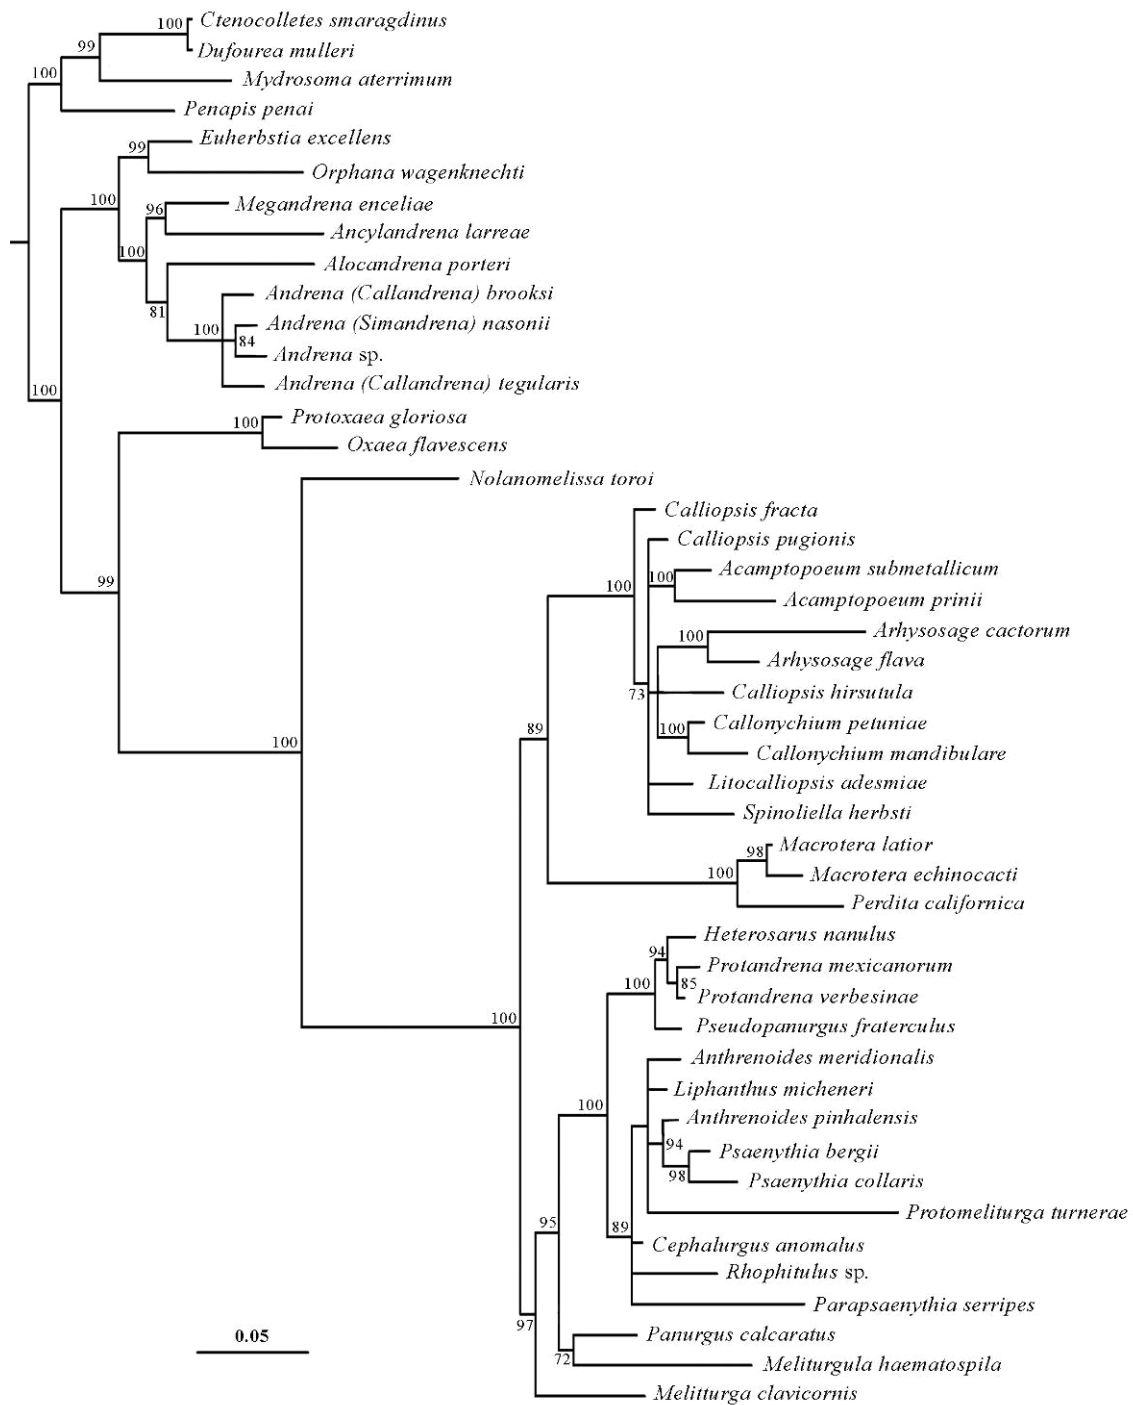 100 Ctenocolletes smaragdinus
99 Dufourea mulleri
100 Mydrosoma aterrimum
Penapis penai
99 Euherbstia excellens
Orphana wagenknechti
100 96 Megandrena enceliae
100 Ancylandrena larreae
Alocandrena porteri
81 Andrena (Callandrena) brooksi
100 84 Andrena (Simandrena) nasonii
Andrena sp.
100 Andrena (Callandrena) tegularis
100 Protoxaea gloriosa
Oxaea flavescens
Nolanomelissa toroi
Calliopsis fracta
Calliopsis pugionis
99 100 100 Acamptopoeum submetallicum
Acamptopoeum prinii
100 Arhysosage cactorum
Arhysosage flava
73 Calliopsis hirsutula
100 89 100 Callonychium petuniae
Callonychium mandibulare
Litocalliopsis adesmiae
Spinoliella herbsti
98 Macrotera latior
100 Macrotera echinocacti
Perdita californica
94 Heterosarus nanulus
Protandrena mexicanorum
100 85 Protandrena verbesinae
100 Pseudopanurgus fraterculus
Anthrenoides meridionalis
Liphanthus micheneri
100 Anthrenoides pinhalensis
94 Psaenythia bergii
98 Psaenythia collaris
Protomeliturga turnerae
95 89 Cephalurgus anomalus
Rhophitulus sp.
Parapsaenythia serripes
0.05 97 Panurgus calcaratus
72 Meliturgula haematospila
Melitturga clavicornis